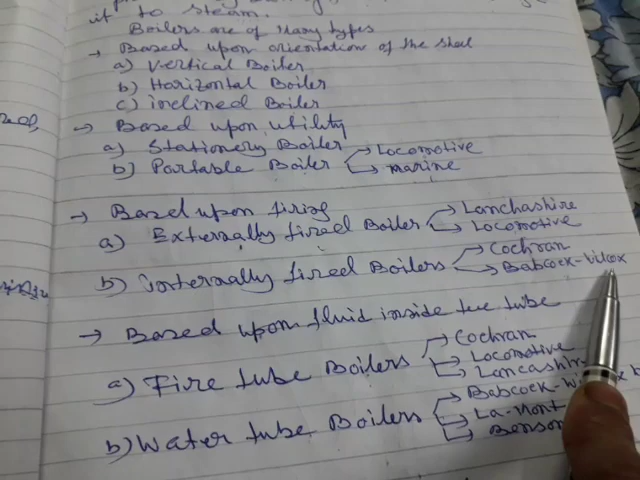 it to steam.
Boilers are of Many types
→ Based upon orientation of the shell
a) Vertical Boiler
b) Horizontal Boiler
c) inclined Boiler
→ Based upon utility
a) Stationery Boiler
b) Portable Boiler → Locomotive
→ marine
→ Based upon firing
a) Externally fired Boiler → Lanchashire
→ Locomotive
b) internally fired Boilers → Cochran
→ Babcock-wilcox
→ Based upon fluid inside the tube
a) Fire tube Boilers → Cochran
→ Locomotive
→ Lancashir
b) Water tube Boilers → Babcock-wi
→ La-Mont
→ Benson